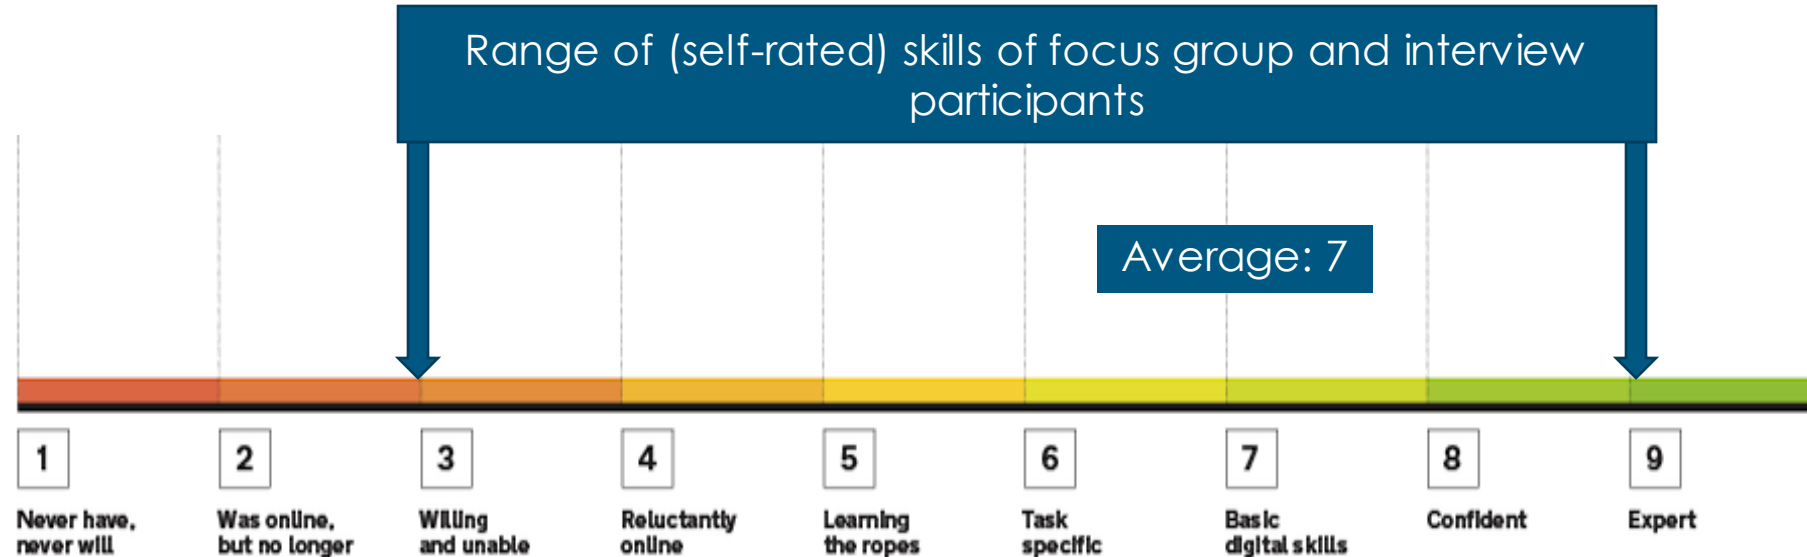 Range of (self-rated) skills of focus group and interview
participants
Average: 7
1 2 3 4 5 6 7 8 9
Never have,
never will
Was online,
but no longer
Willing
and unable
Reluctantly
online
Learning
the ropes
Task
specific
Basic
digital skills
Confident
Expert